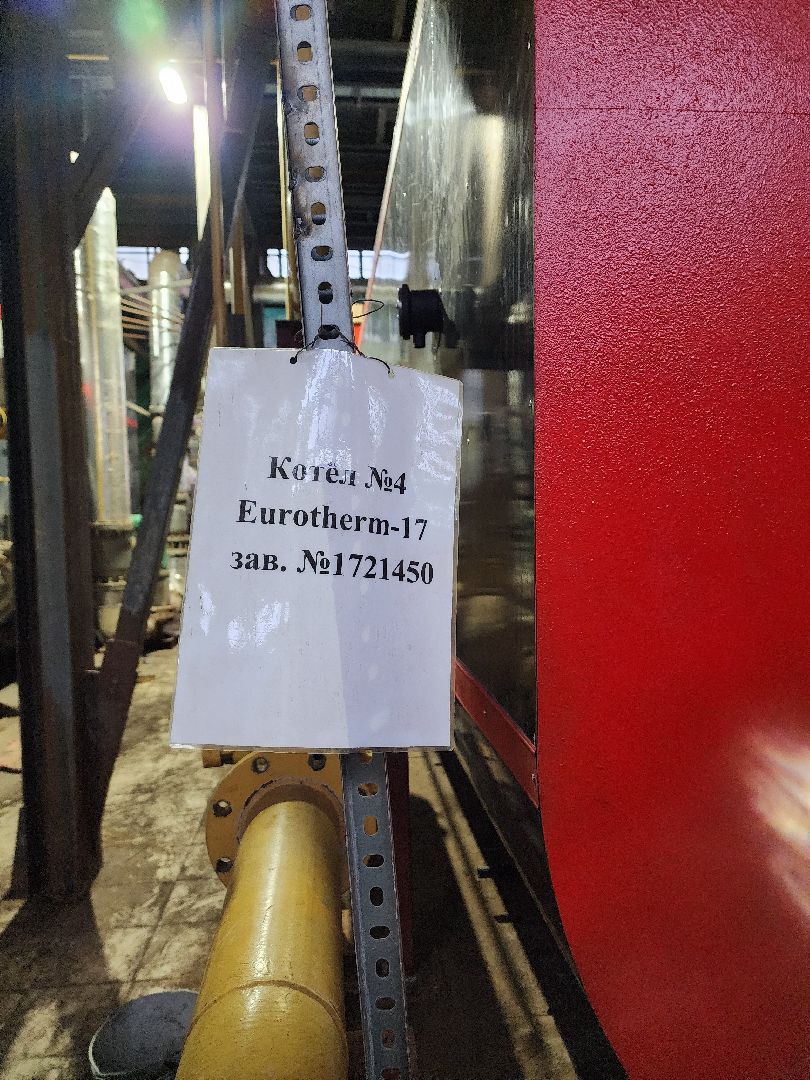 Котёл №4
Eurotherm-17
зав. №1721450